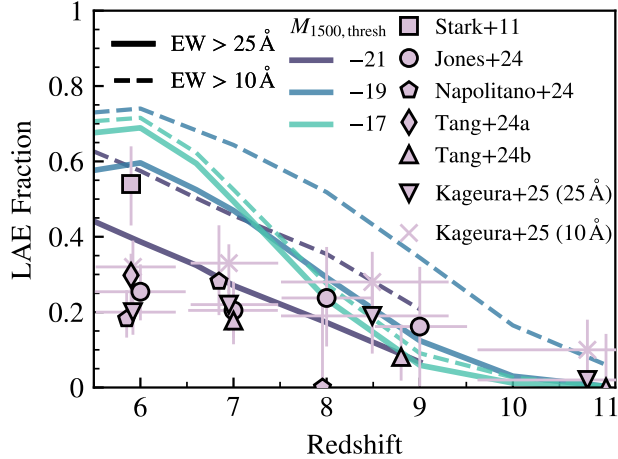 1
0.8
0.6
0.4
0.2
0
LAE Fraction
6 7 8 9 10 11
Redshift
EW > 25 Å
EW > 10 Å
M1500, thresh
−21
−19
−17
Stark+11
Jones+24
Napolitano+24
Tang+24a
Tang+24b
Kageura+25 (25 Å)
Kageura+25 (10 Å)